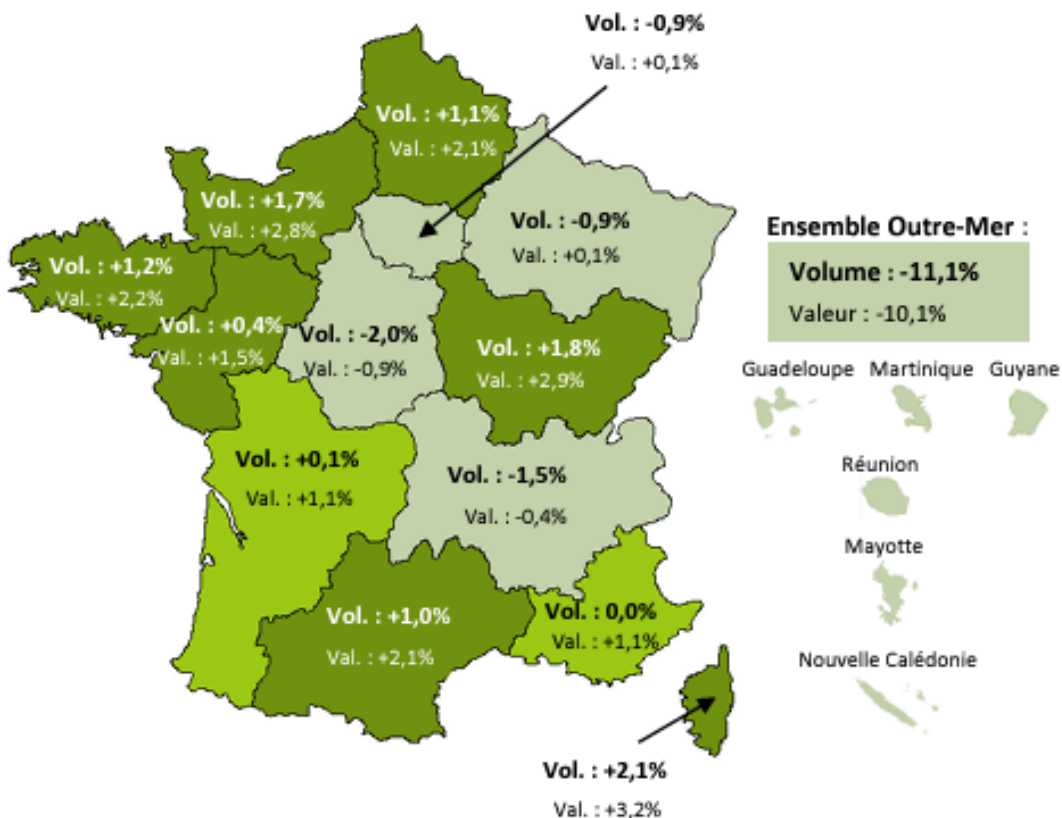 Vol. : -0,9%
Val. : +0,1%
Vol. : +1,1%
Val. : +2,1%
Vol. : +1,7%
Val. : +2,8%
Vol. : -0,9%
Val. : +0,1%
Vol. : +1,2%
Val. : +2,2%
Vol. : +0,4%
Val. : +1,5%
Vol. : -2,0%
Val. : -0,9%
Vol. : +1,8%
Val. : +2,9%
Vol. : +0,1%
Val. : +1,1%
Vol. : -1,5%
Val. : -0,4%
Vol. : +1,0%
Val. : +2,1%
Vol. : 0,0%
Val. : +1,1%
Vol. : +2,1%
Val. : +3,2%
Ensemble Outre-Mer :
Volume : -11,1%
Valeur : -10,1%
Guadeloupe Martinique Guyane
Réunion
Mayotte
Nouvelle Calédonie